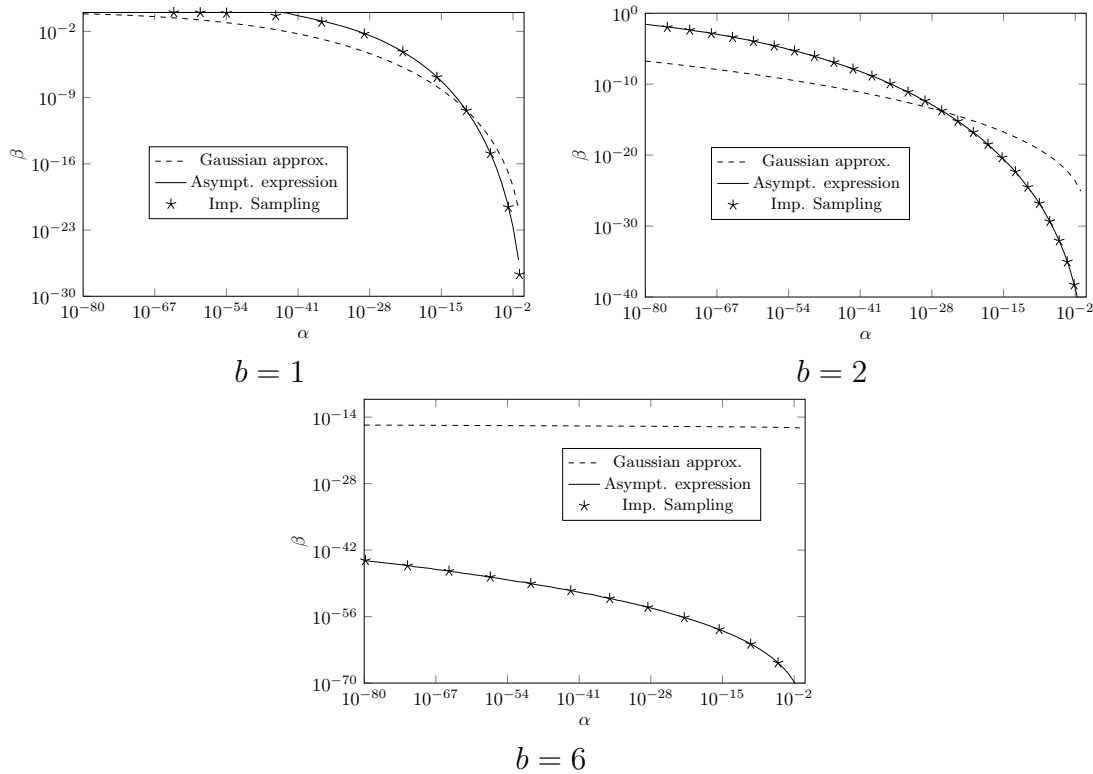 10⁻²
10⁻⁹
10⁻¹⁶
10⁻²³
10⁻³⁰
β
Gaussian approx.
Asympt. expression
Imp. Sampling
10⁻⁸⁰ 10⁻⁶⁷ 10⁻⁵⁴ 10⁻⁴¹ 10⁻²⁸ 10⁻¹⁵ 10⁻²
α
b = 1
10⁰
10⁻¹⁰
10⁻²⁰
10⁻³⁰
10⁻⁴⁰
β
Gaussian approx.
Asympt. expression
Imp. Sampling
10⁻⁸⁰ 10⁻⁶⁷ 10⁻⁵⁴ 10⁻⁴¹ 10⁻²⁸ 10⁻¹⁵ 10⁻²
α
b = 2
10⁻¹⁴
10⁻²⁸
10⁻⁴²
10⁻⁵⁶
10⁻⁷⁰
β
Gaussian approx.
Asympt. expression
Imp. Sampling
10⁻⁸⁰ 10⁻⁶⁷ 10⁻⁵⁴ 10⁻⁴¹ 10⁻²⁸ 10⁻¹⁵ 10⁻²
α
b = 6